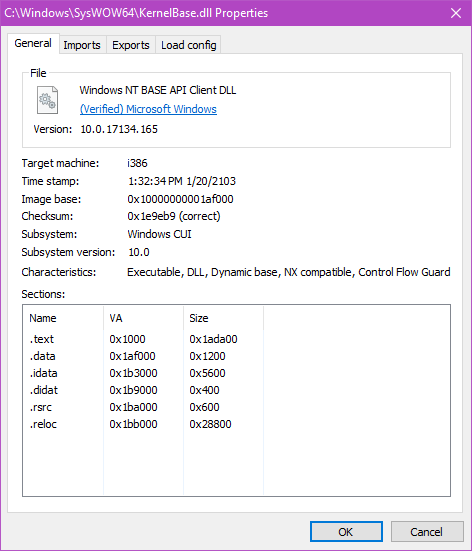 C:\Windows\SysWOW64\KernelBase.dll Properties
General Imports Exports Load config
File
Windows NT BASE API Client DLL
(Verified) Microsoft Windows
Version: 10.0.17134.165
Target machine: i386
Time stamp: 1:32:34 PM 1/20/2103
Image base: 0x10000000001af000
Checksum: 0x1e9eb9 (correct)
Subsystem: Windows CUI
Subsystem version: 10.0
Characteristics: Executable, DLL, Dynamic base, NX compatible, Control Flow Guard
Sections:
Name VA Size
.text 0x1000 0x1ada00
.data 0x1af000 0x1200
.idata 0x1b3000 0x5600
.didat 0x1b9000 0x400
.rsrc 0x1ba000 0x600
.reloc 0x1bb000 0x28800
OK Cancel